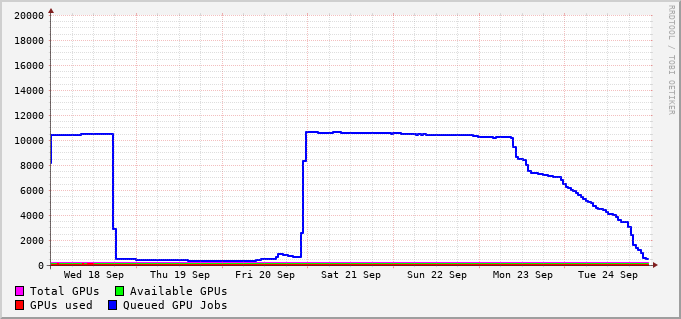 20000
18000
16000
14000
12000
10000
8000
6000
4000
2000
0
Wed 18 Sep Thu 19 Sep Fri 20 Sep Sat 21 Sep Sun 22 Sep Mon 23 Sep Tue 24 Sep
Total GPUs Available GPUs
GPUs used Queued GPU Jobs
RRDTOOL / TOBI OETIKER